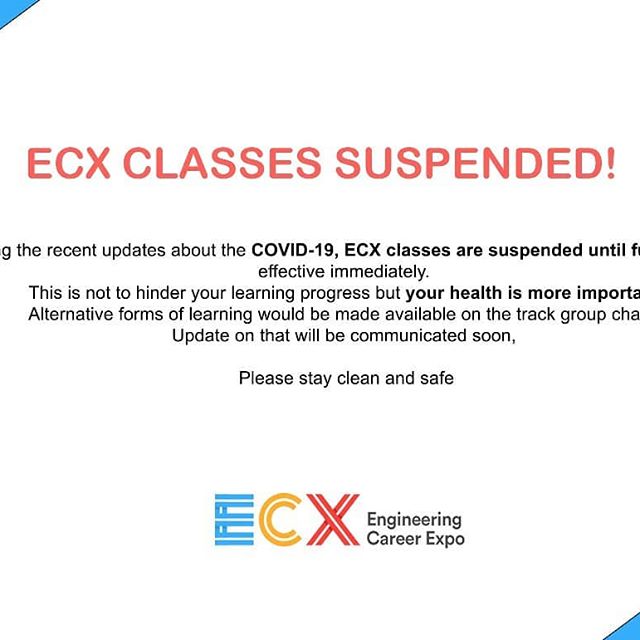 ECX CLASSES SUSPENDED!
the recent updates about the COVID-19, ECX classes are suspended until
effective immediately.
This is not to hinder your learning progress but your health is more
Alternative forms of learning would be made available on the track group
Update on that will be communicated soon,
Please stay clean and safe
ECX Engineering
Career Expo